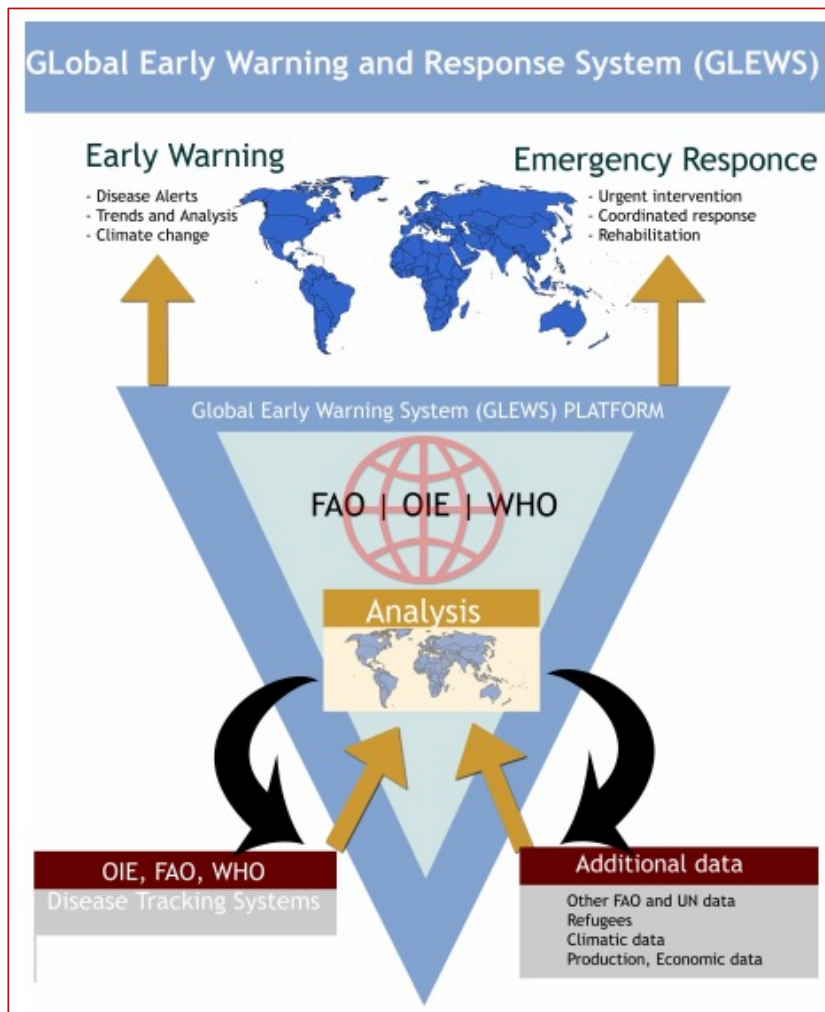 GLobal Early Warning and Response System (GLEWS)
Early Warning
- Disease Alerts
- Trends and Analysis
- Climate change
Emergency Responce
- Urgent intervention
- Coordinated response
- Rehabilitation
Global Early Warning System (GLEWS) PLATFORM
FAO | OIE | WHO
Analysis
OIE, FAO, WHO
Disease Tracking Systems
Additional data
Other FAO and UN data
Refugees
Climatic data
Production, Economic data